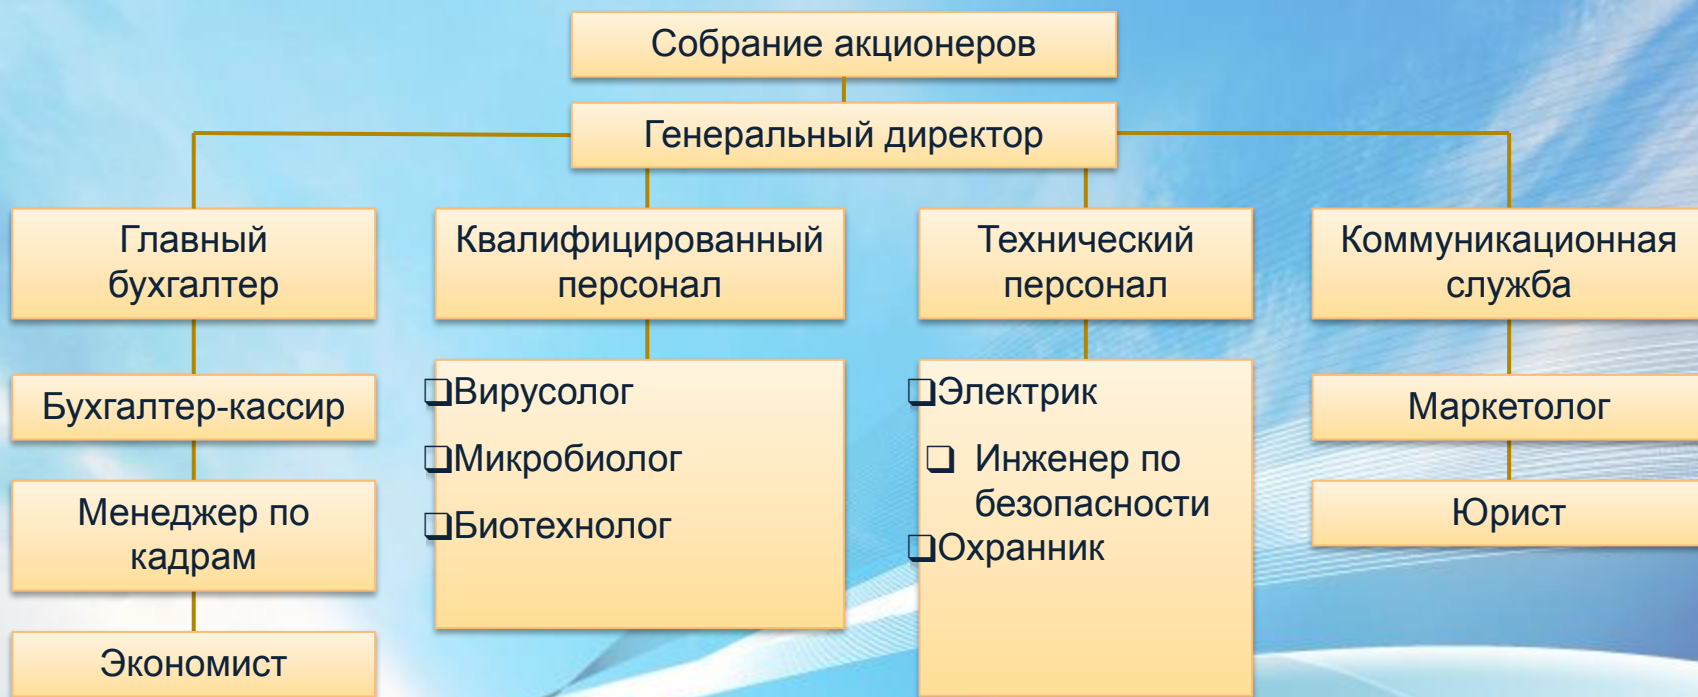 Собрание акционеров
Генеральный директор
Главный
бухгалтер
Бухгалтер-кассир
Менеджер по
кадрам
Экономист
Квалифицированный
персонал
❑Вирусолог
❑Микробиолог
❑Биотехнолог
Технический
персонал
❑Электрик
❑ Инженер по
безопасности
❑Охранник
Коммуникационная
служба
Маркетолог
Юрист